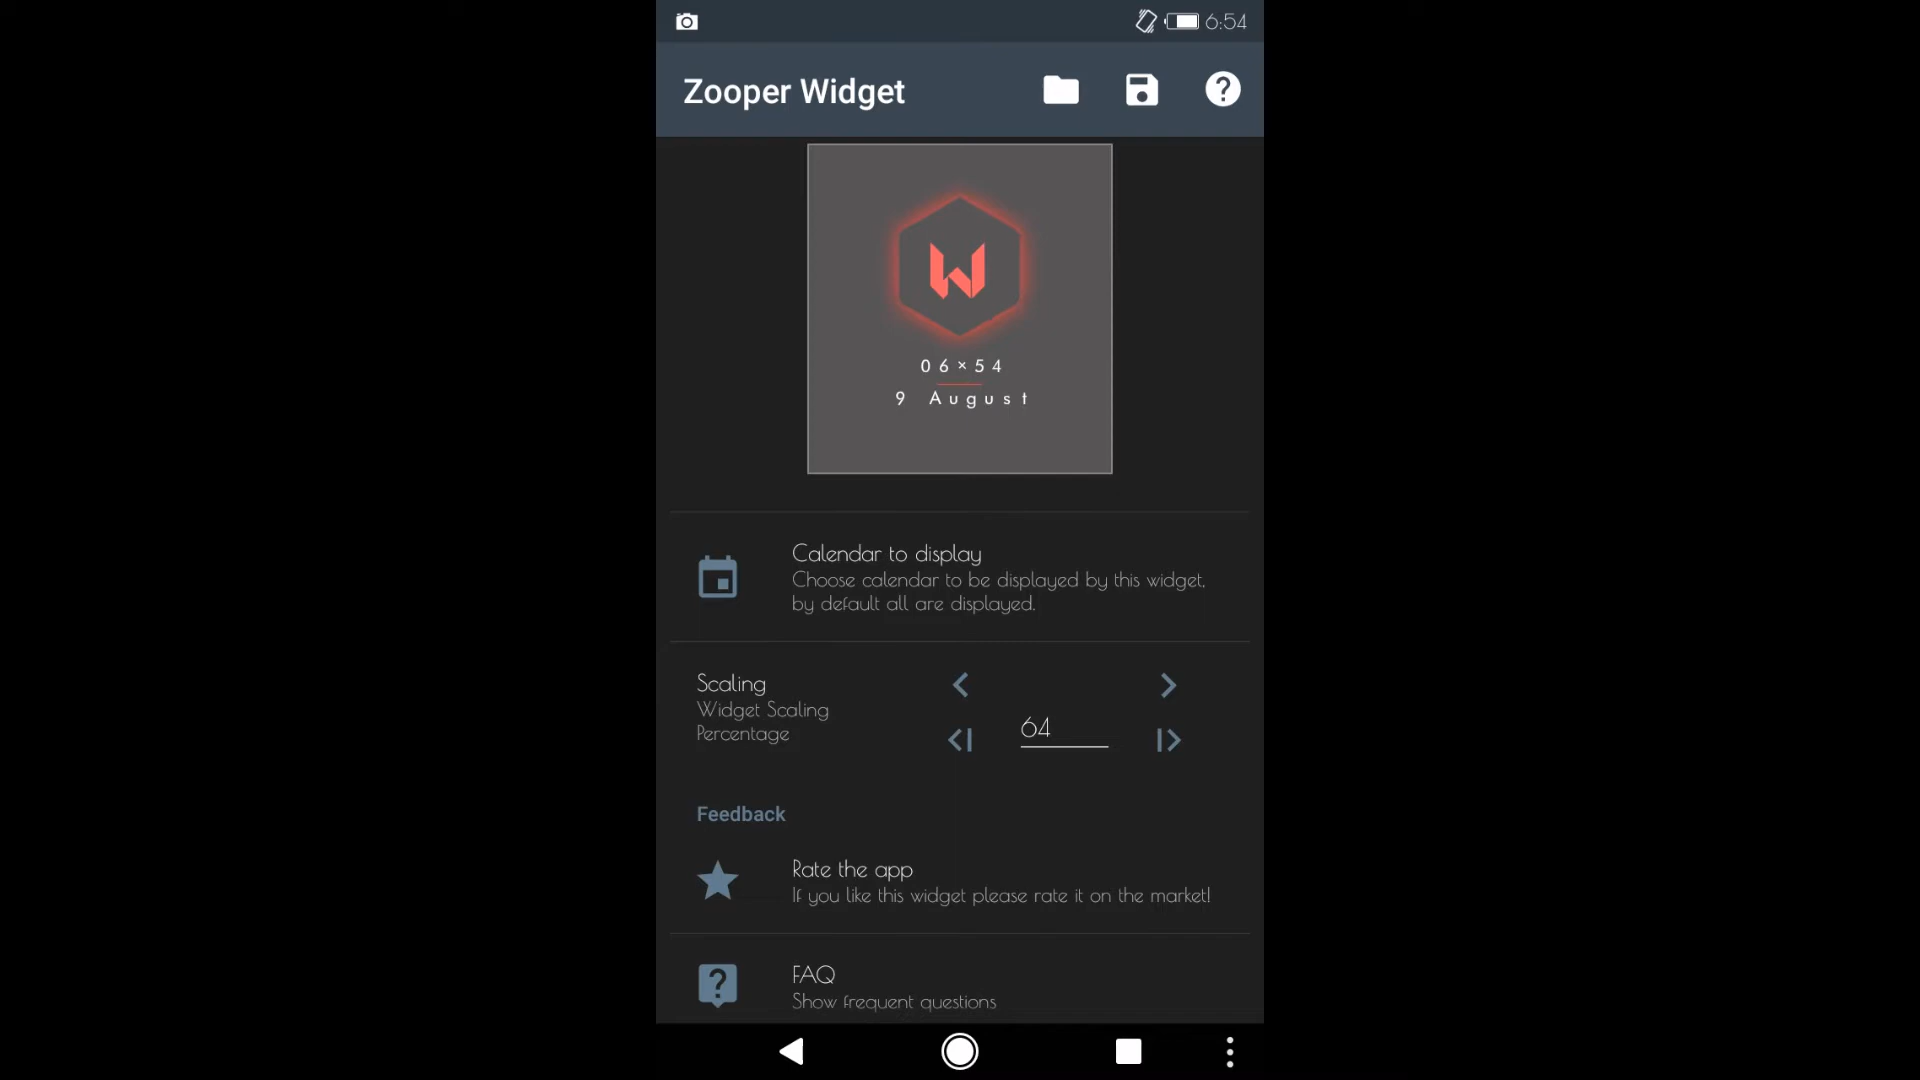 6:54
Zooper Widget
W
06×54
9 August
Calendar to display
Choose calendar to be displayed by this widget,
by default all are displayed.
Scaling
Widget Scaling
Percentage
64
Feedback
Rate the app
If you like this widget please rate it on the market!
FAQ
Show frequent questions